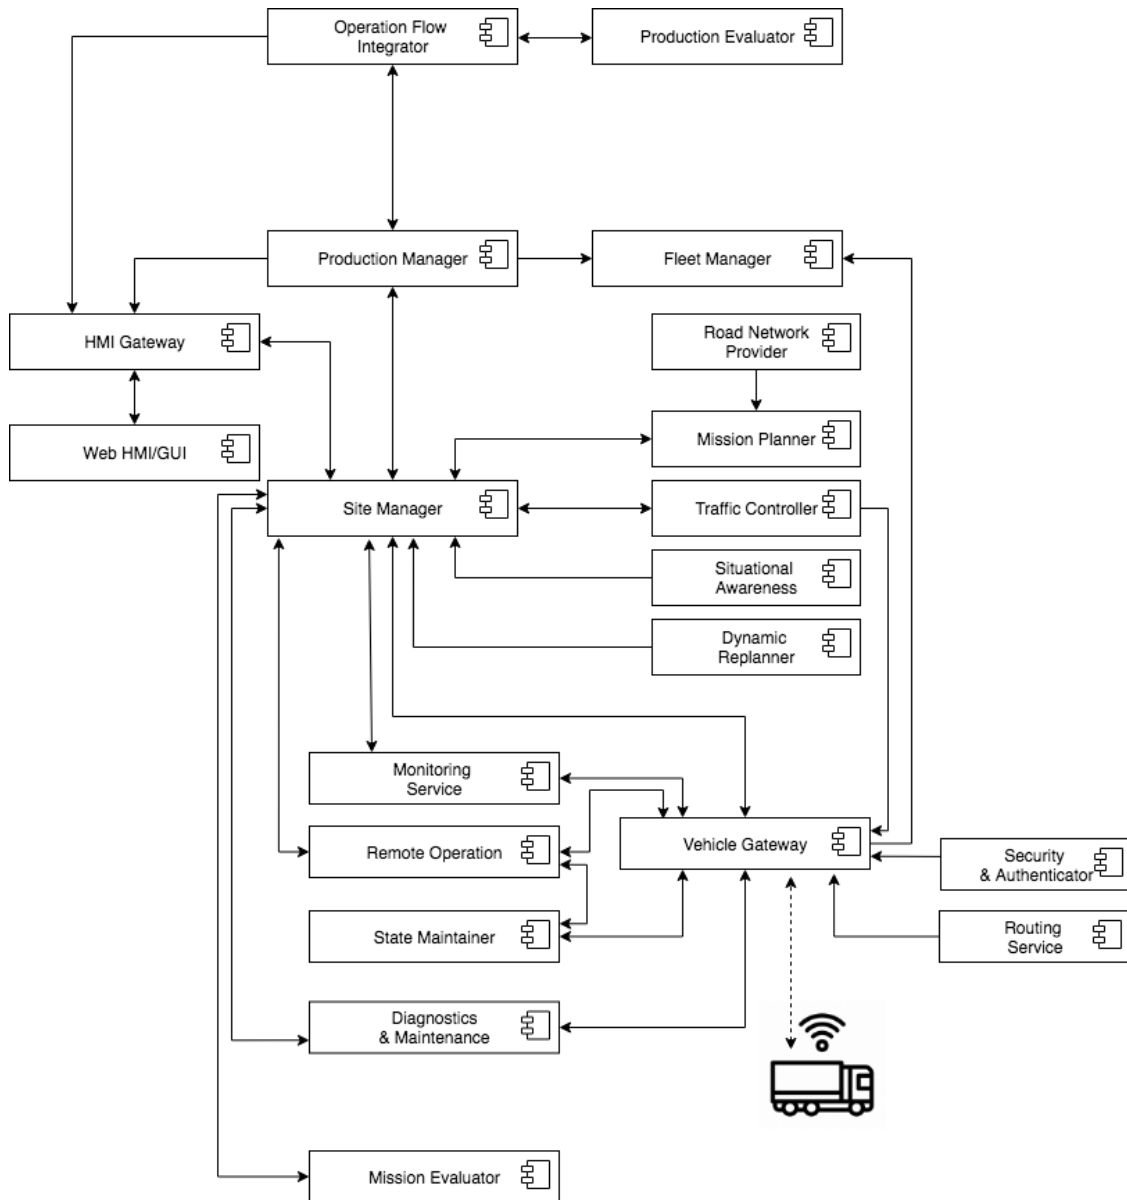 Operation Flow
Integrator
Production Evaluator
Production Manager
Fleet Manager
HMI Gateway
Road Network
Provider
Web HMI/GUI
Mission Planner
Site Manager
Traffic Controller
Situational
Awareness
Dynamic
Replanner
Monitoring
Service
Remote Operation
Vehicle Gateway
Security
& Authenticator
State Maintainer
Routing
Service
Diagnostics
& Maintenance
Mission Evaluator